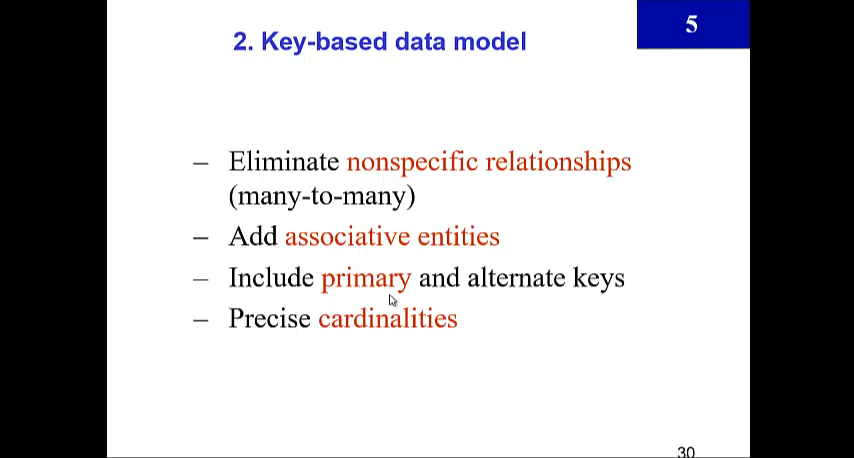 5
2. Key-based data model
– Eliminate nonspecific relationships
(many-to-many)
– Add associative entities
– Include primary and alternate keys
– Precise cardinalities
30